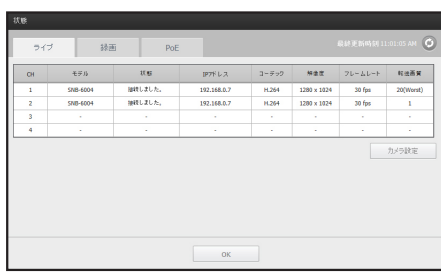 状態
ライブ 録画 PoE 最終更新時刻 11:01:05 AM
CH モデル 状態 IPアドレス コーデック 解像度 フレームレート 転送画質
1 SNB-6004 接続しました。 192.168.0.7 H.264 1280 x 1024 30 fps 20(Worst)
2 SNB-6004 接続しました。 192.168.0.7 H.264 1280 x 1024 30 fps 1
3 - - - - - - -
4 - - - - - - -
カメラ設定
OK